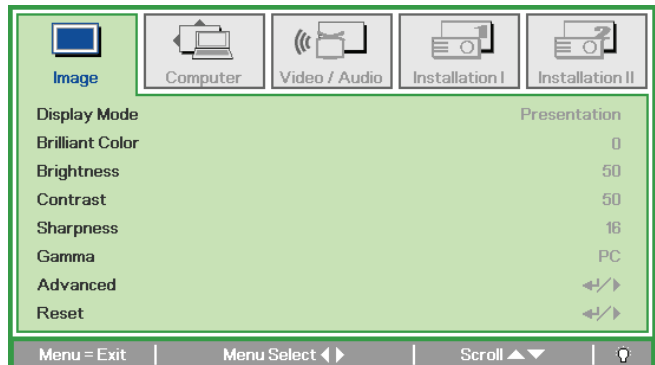 Image Computer Video / Audio Installation I Installation II
Display Mode Presentation
Brilliant Color 0
Brightness 50
Contrast 50
Sharpness 16
Gamma PC
Advanced
Reset
Menu = Exit Menu Select Scroll